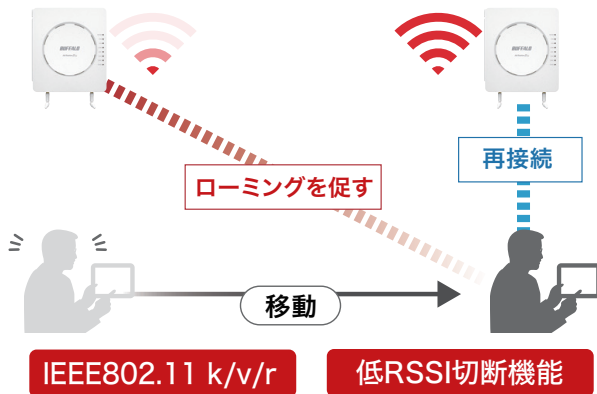 BUFFALO
BUFFALO
ローミングを促す
再接続
移動
IEEE802.11 k/v/r
低RSSI切断機能